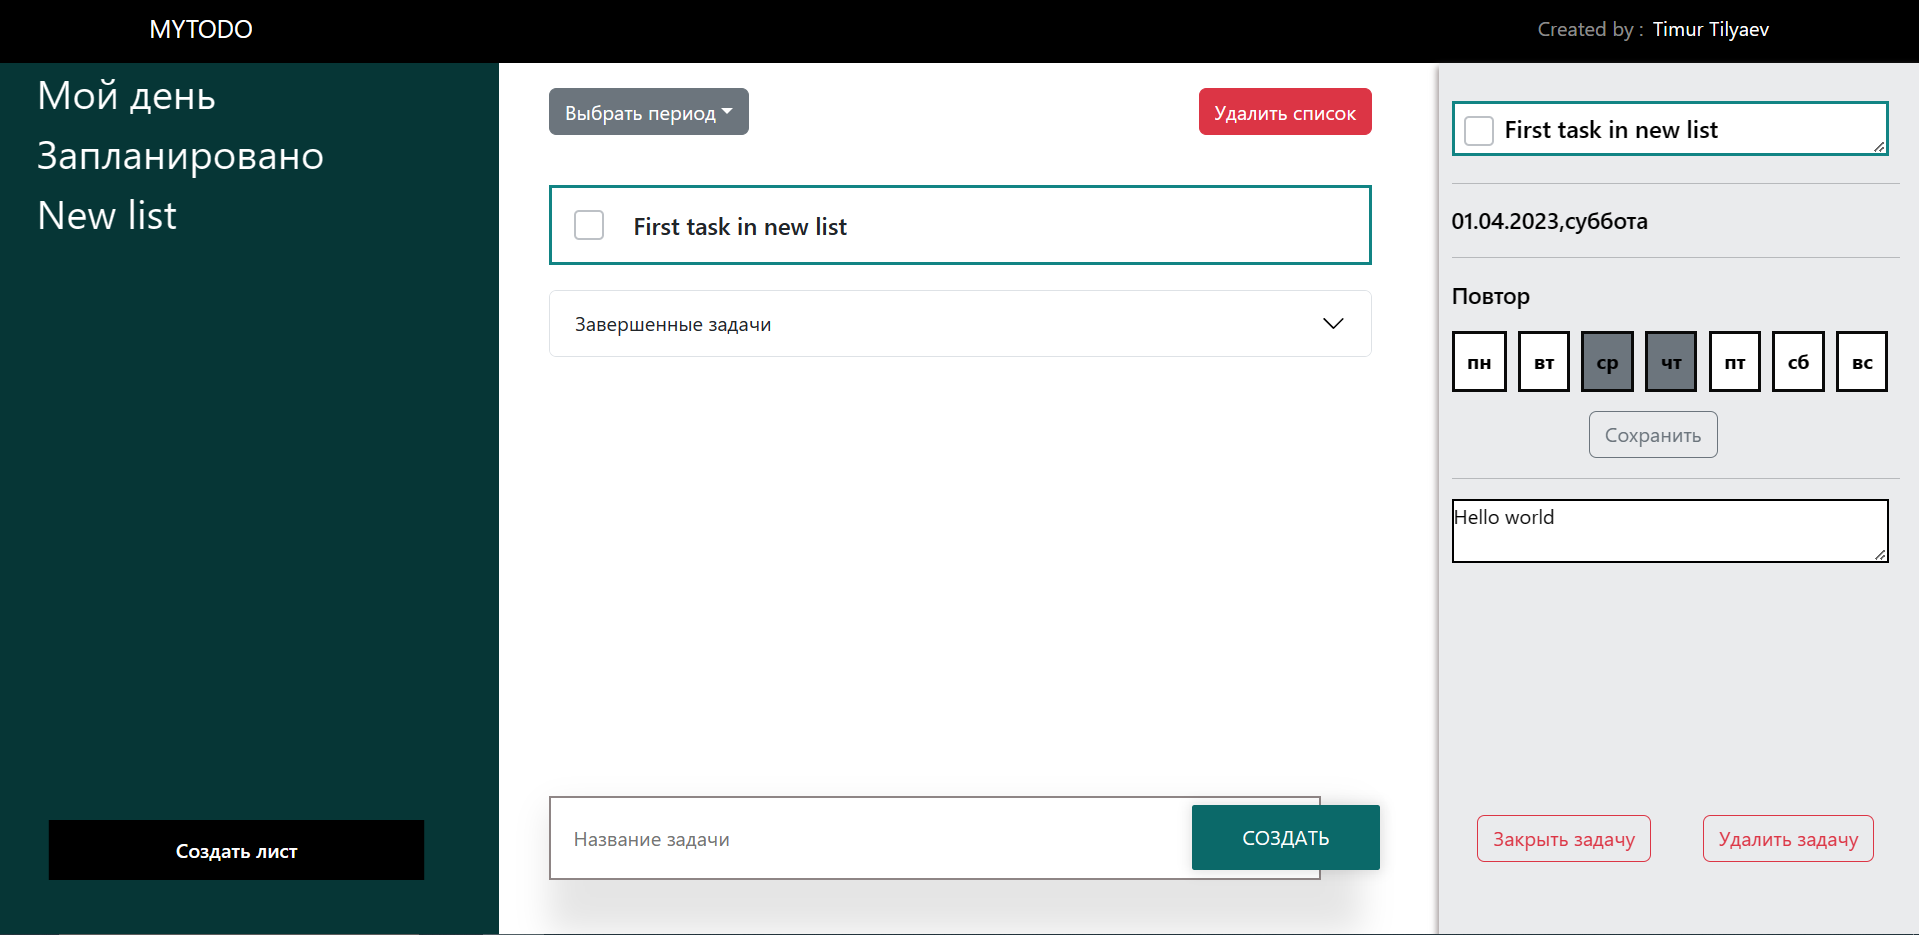 MYTODO
Created by : Timur Tilyaev
Мой день
Запланировано
New list
Создать лист
Выбрать период
Удалить список
First task in new list
Завершенные задачи
Название задачи
СОЗДАТЬ
First task in new list
01.04.2023,суббота
Повтор
пн вт ср чт пт сб вс
Сохранить
Hello world
Закрыть задачу
Удалить задачу